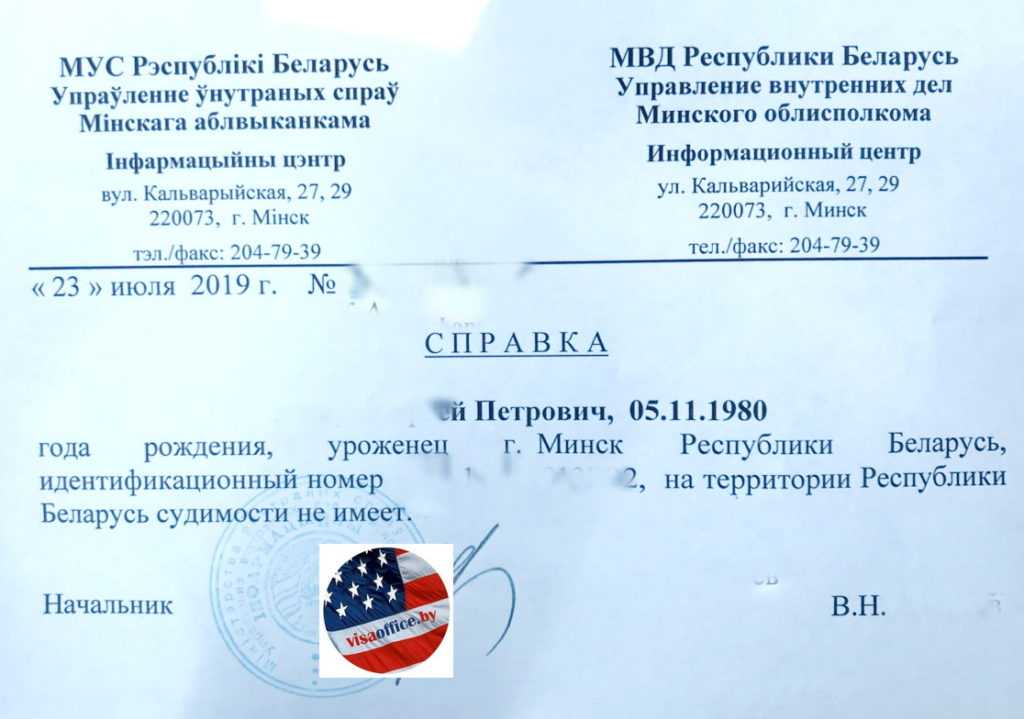 МУС Рэспублікі Беларусь
Упраўленне ўнутраных спраў
Мінскага аблвыканкама
Інфармацыйны цэнтр
вул. Кальварыйская, 27, 29
220073, г. Мінск
тэл./факс: 204-79-39
МВД Республики Беларусь
Управление внутренних дел
Минского облисполкома
Информационный центр
ул. Кальварийская, 27, 29
220073, г. Минск
тел./факс: 204-79-39
« 23 » июля 2019 г. №
СПРАВКА
Петрович, 05.11.1980
года рождения, уроженец г. Минск Республики Беларусь,
идентификационный номер 2, на территории Республики
Беларусь судимости не имеет.
Начальник В.Н.
visaoffice.by